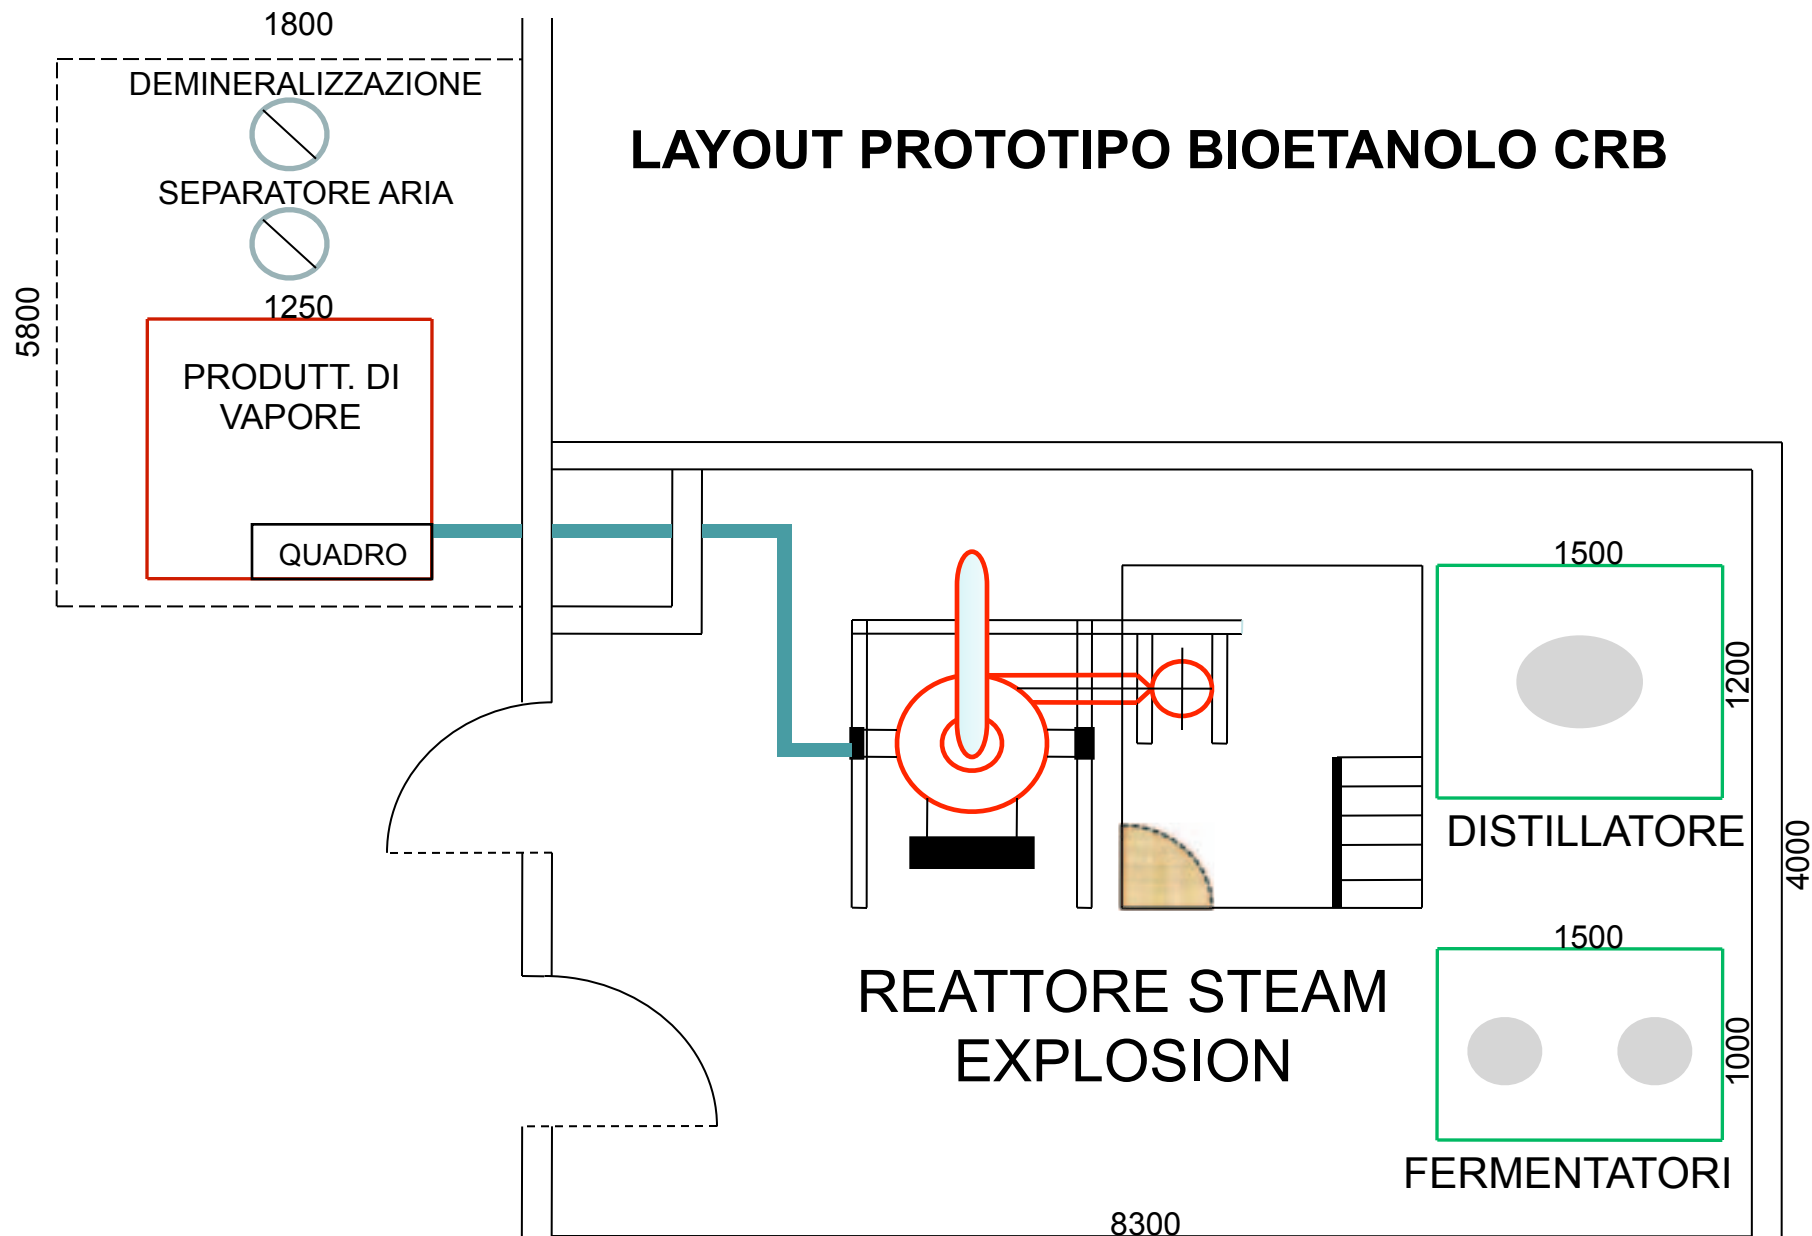 1800
DEMINERALIZZAZIONE
LAYOUT PROTOTIPO BIOETANOLO CRB
SEPARATORE ARIA
5800
1250
PRODUTT. DI
VAPORE
QUADRO
1500
1200
DISTILLATORE
4000
1500
REATTORE STEAM
EXPLOSION
1000
FERMENTATORI
8300